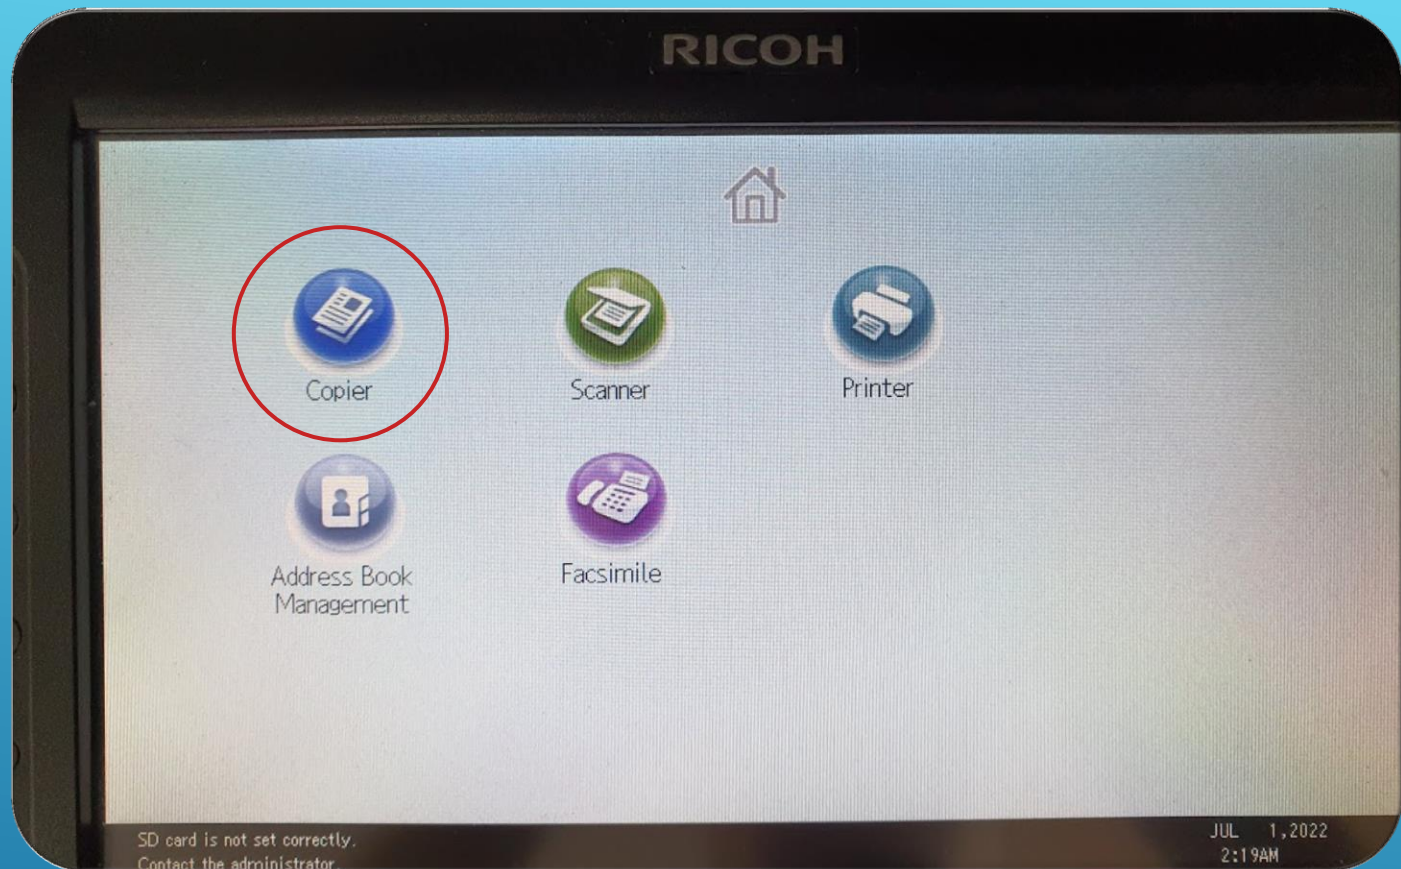 RICOH
Copier
Scanner
Printer
Address Book
Management
Facsimile
SD card is not set correctly.
Contact the administrator.
JUL 1,2022
2:19AM